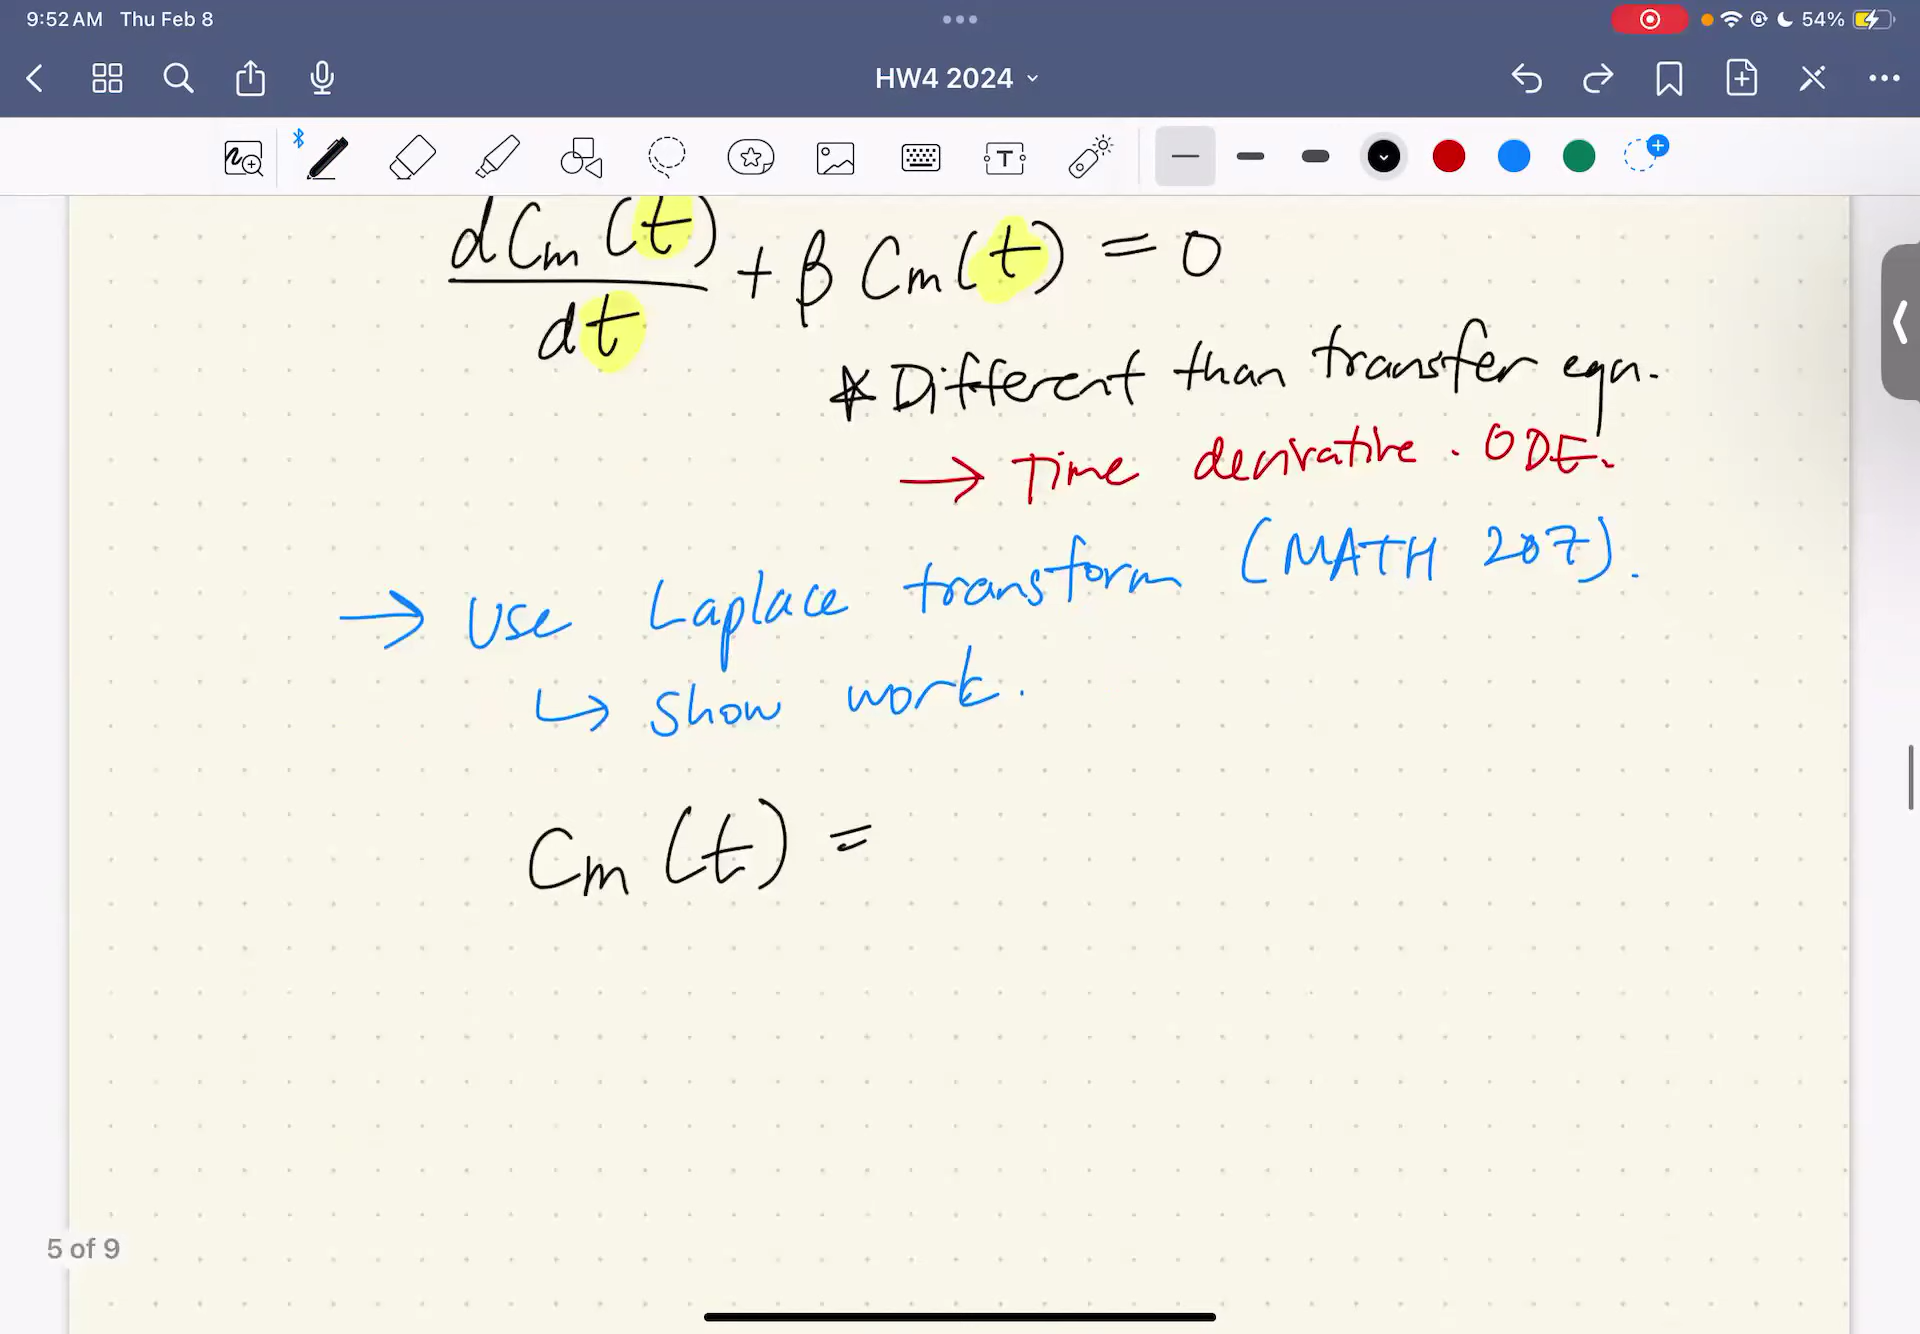 9:52 AM Thu Feb 8
54%
HW4 2024
T
dCm(t)
dt
+ β Cm(t) = 0
* Different than transfer eqn.
→ Time derivative. ODE.
→ Use Laplace transform (MATH 207).
↳ show work.
Cm(t) =
5 of 9